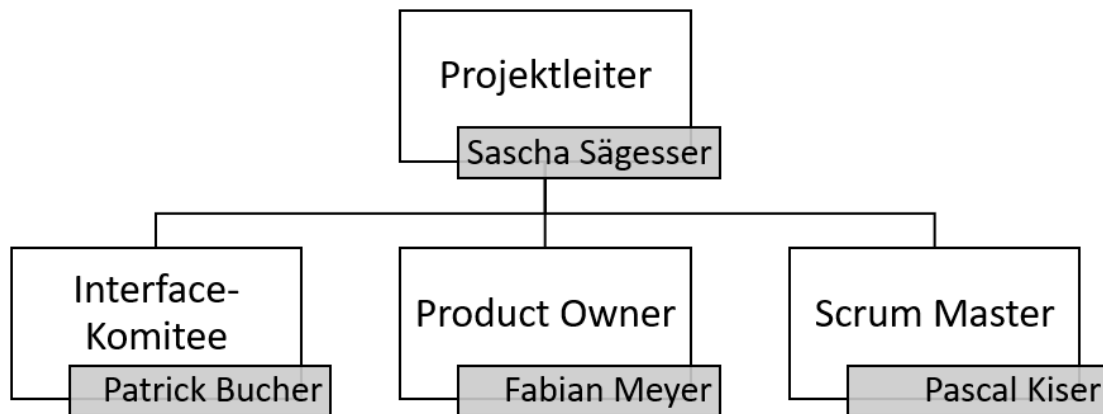 Projektleiter
Sascha Sägesser
Interface-
Komitee
Patrick Bucher
Product Owner
Fabian Meyer
Scrum Master
Pascal Kiser